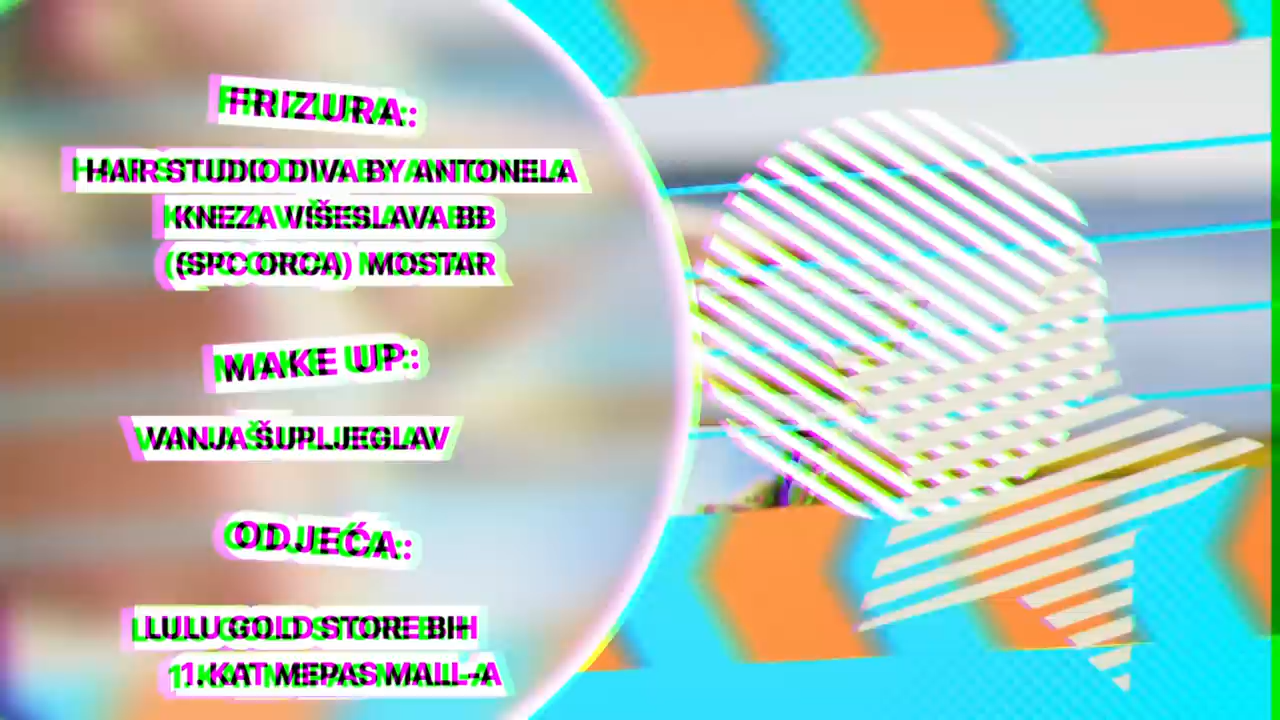 FRIZURA:
HAIR STUDIO DIVA BY ANTONELA
KNEZA VIŠESLAVA BB
(SPC ORCA) MOSTAR
MAKE UP:
VANJA ŠUPLJEGLAV
ODJEĆA:
LULU GOLD STORE BIH
1. KAT MEPAS MALL-A